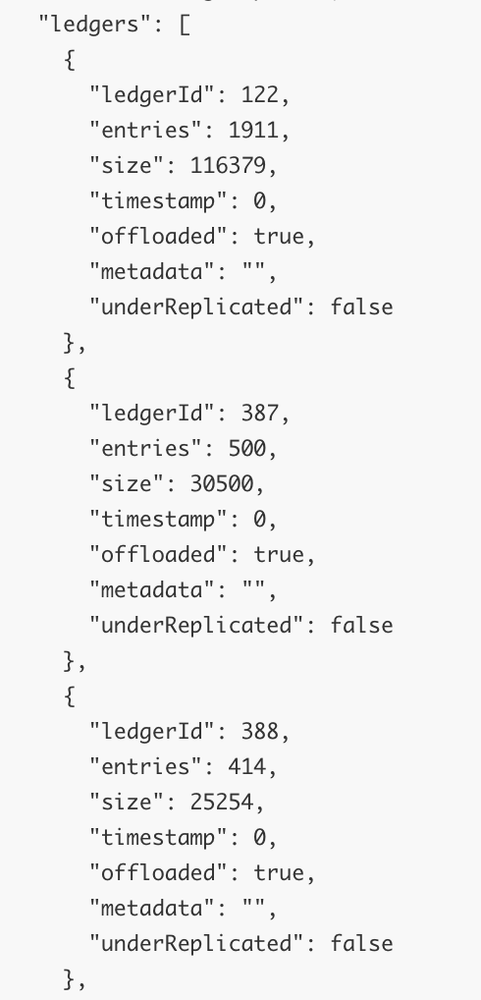 "ledgers": [
{
"ledgerId": 122,
"entries": 1911,
"size": 116379,
"timestamp": 0,
"offloaded": true,
"metadata": "",
"underReplicated": false
},
{
"ledgerId": 387,
"entries": 500,
"size": 30500,
"timestamp": 0,
"offloaded": true,
"metadata": "",
"underReplicated": false
},
{
"ledgerId": 388,
"entries": 414,
"size": 25254,
"timestamp": 0,
"offloaded": true,
"metadata": "",
"underReplicated": false
},